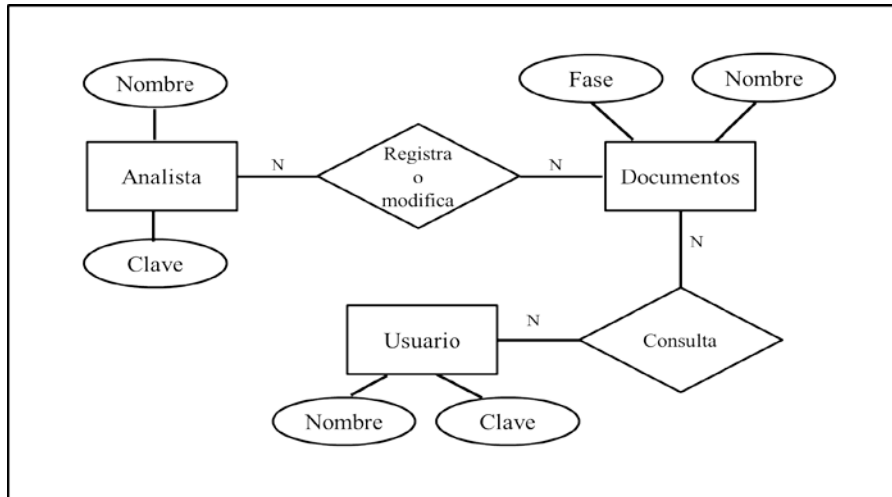 Nombre
Fase
Nombre
Analista
N
Registra
o
modifica
N
Documentos
Clave
N
Usuario
N
Consulta
Nombre
Clave